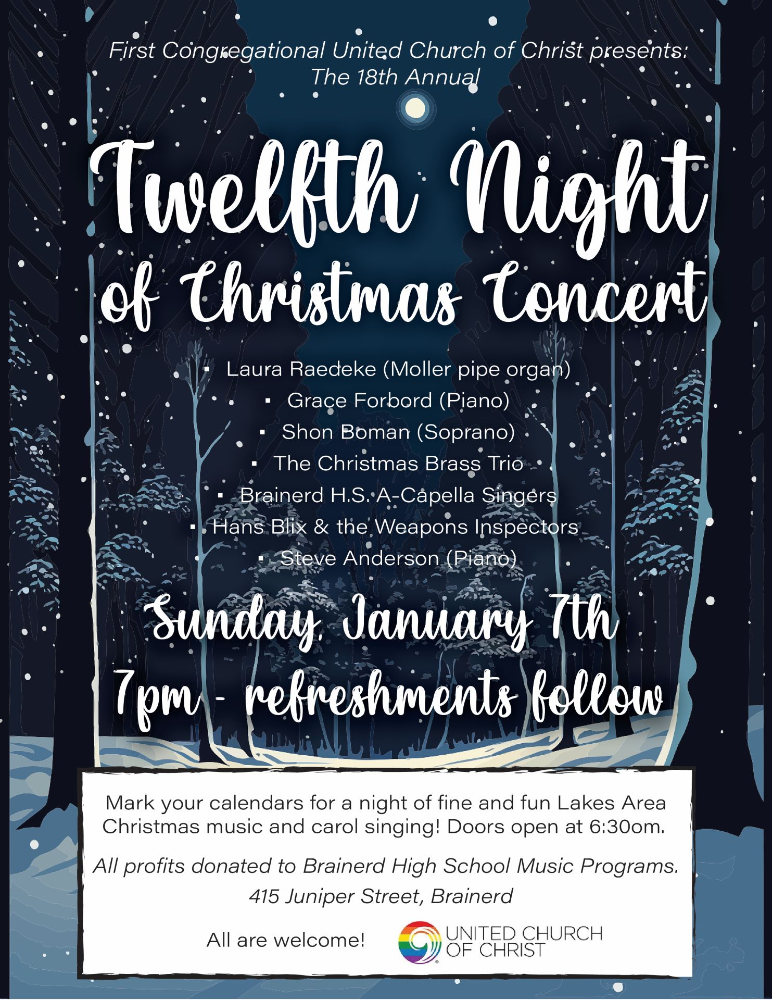 First Congregational United Church of Christ presents:
The 18th Annual
Twelfth Night
of Christmas Concert
▪ Laura Raedeke (Moller pipe organ)
▪ Grace Forbord (Piano)
▪ Shon Boman (Soprano)
▪ The Christmas Brass Trio
▪ Brainerd H.S. A-Capella Singers
▪ Hans Blix & the Weapons Inspectors
▪ Steve Anderson (Piano)
Sunday, January 7th
7pm - refreshments follow
Mark your calendars for a night of fine and fun Lakes Area
Christmas music and carol singing! Doors open at 6:30om.
All profits donated to Brainerd High School Music Programs.
415 Juniper Street, Brainerd
All are welcome!
UNITED CHURCH
OF CHRIST
®